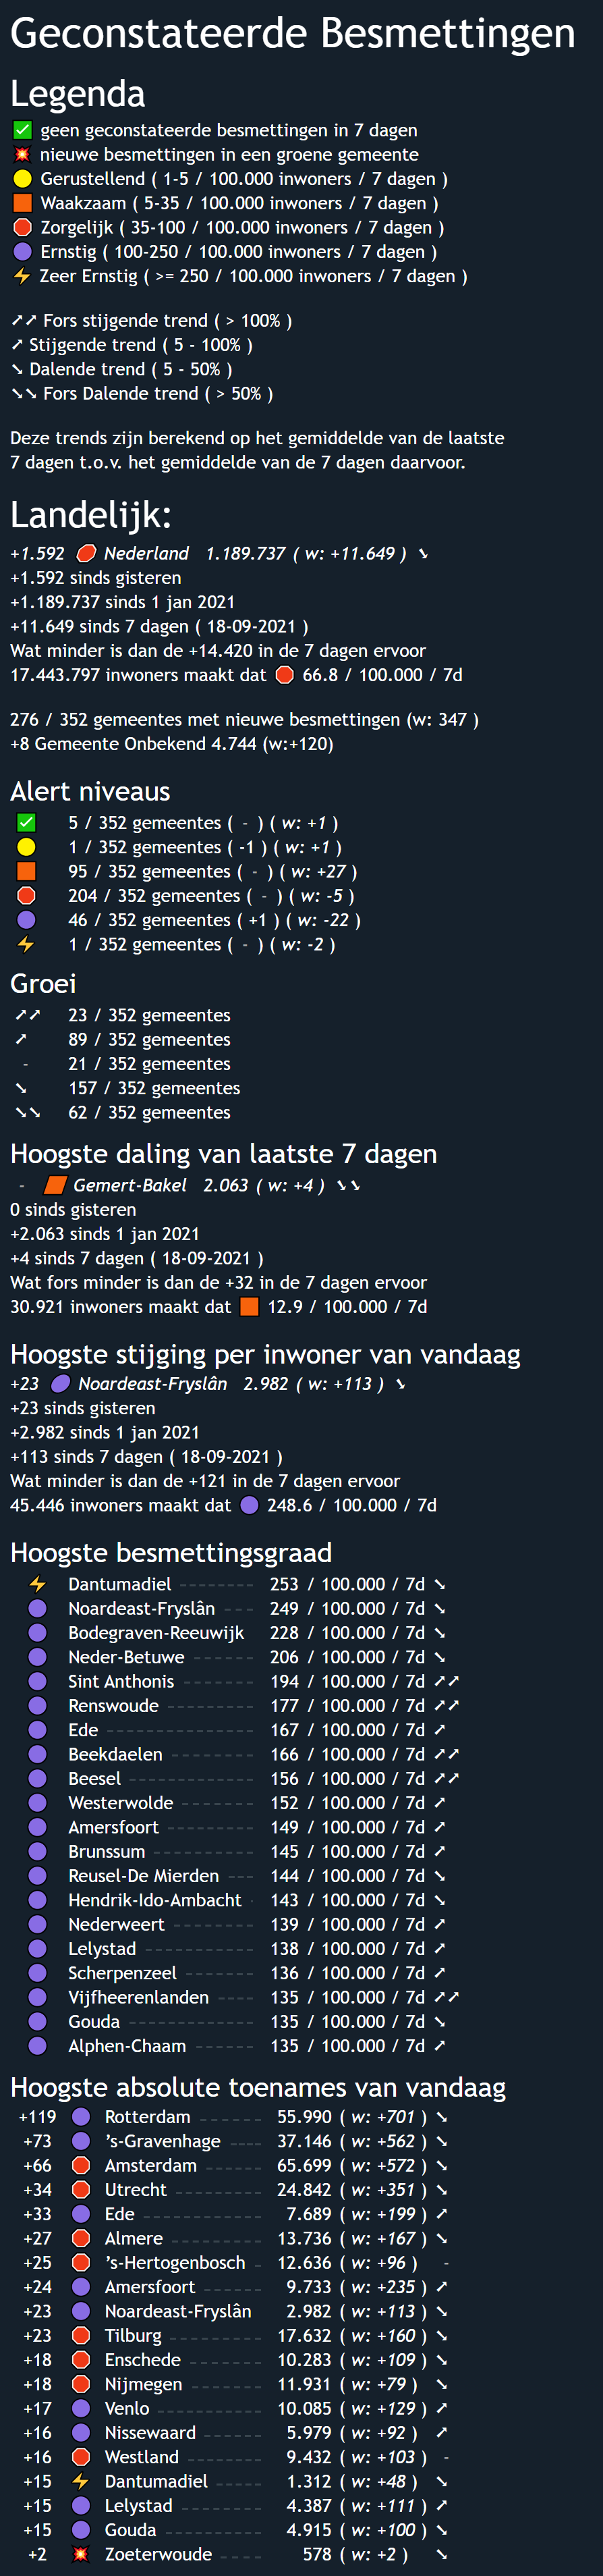 Geconstateerde Besmettingen
Legenda
✅ geen geconstateerde besmettingen in 7 dagen
💥 nieuwe besmettingen in een groene gemeente
Gerustellend ( 1-5 / 100.000 inwoners / 7 dagen )
Waakzaam ( 5-35 / 100.000 inwoners / 7 dagen )
Zorgelijk ( 35-100 / 100.000 inwoners / 7 dagen )
Ernstig ( 100-250 / 100.000 inwoners / 7 dagen )
⚡ Zeer Ernstig ( >= 250 / 100.000 inwoners / 7 dagen )
➚➚ Fors stijgende trend ( > 100% )
➚ Stijgende trend ( 5 - 100% )
➘ Dalende trend ( 5 - 50% )
➘➘ Fors Dalende trend ( > 50% )
Deze trends zijn berekend op het gemiddelde van de laatste
7 dagen t.o.v. het gemiddelde van de 7 dagen daarvoor.
Landelijk:
+1.592 Nederland 1.189.737 ( w: +11.649 ) ➘
+1.592 sinds gisteren
+1.189.737 sinds 1 jan 2021
+11.649 sinds 7 dagen ( 18-09-2021 )
Wat minder is dan de +14.420 in de 7 dagen ervoor
17.443.797 inwoners maakt dat 66.8 / 100.000 / 7d
276 / 352 gemeentes met nieuwe besmettingen (w: 347 )
+8 Gemeente Onbekend 4.744 (w:+120)
Alert niveaus
✅ 5 / 352 gemeentes ( - ) ( w: +1 )
1 / 352 gemeentes ( -1 ) ( w: +1 )
95 / 352 gemeentes ( - ) ( w: +27 )
204 / 352 gemeentes ( - ) ( w: -5 )
46 / 352 gemeentes ( +1 ) ( w: -22 )
⚡ 1 / 352 gemeentes ( - ) ( w: -2 )
Groei
➚➚ 23 / 352 gemeentes
➚ 89 / 352 gemeentes
- 21 / 352 gemeentes
➘ 157 / 352 gemeentes
➘➘ 62 / 352 gemeentes
Hoogste daling van laatste 7 dagen
- Gemert-Bakel 2.063 ( w: +4 ) ➘➘
0 sinds gisteren
+2.063 sinds 1 jan 2021
+4 sinds 7 dagen ( 18-09-2021 )
Wat fors minder is dan de +32 in de 7 dagen ervoor
30.921 inwoners maakt dat 12.9 / 100.000 / 7d
Hoogste stijging per inwoner van vandaag
+23 Noardeast-Fryslân 2.982 ( w: +113 ) ➘
+23 sinds gisteren
+2.982 sinds 1 jan 2021
+113 sinds 7 dagen ( 18-09-2021 )
Wat minder is dan de +121 in de 7 dagen ervoor
45.446 inwoners maakt dat 248.6 / 100.000 / 7d
Hoogste besmettingsgraad
⚡ Dantumadiel 253 / 100.000 / 7d ➘
Noardeast-Fryslân 249 / 100.000 / 7d ➘
Bodegraven-Reeuwijk 228 / 100.000 / 7d ➘
Neder-Betuwe 206 / 100.000 / 7d ➘
Sint Anthonis 194 / 100.000 / 7d ➚➚
Renswoude 177 / 100.000 / 7d ➚➚
Ede 167 / 100.000 / 7d ➚
Beekdaelen 166 / 100.000 / 7d ➚➚
Beesel 156 / 100.000 / 7d ➚➚
Westerwolde 152 / 100.000 / 7d ➚
Amersfoort 149 / 100.000 / 7d ➚
Brunssum 145 / 100.000 / 7d ➚
Reusel-De Mierden 144 / 100.000 / 7d ➘
Hendrik-Ido-Ambacht 143 / 100.000 / 7d ➘
Nederweert 139 / 100.000 / 7d ➚
Lelystad 138 / 100.000 / 7d ➚
Scherpenzeel 136 / 100.000 / 7d ➚
Vijfheerenlanden 135 / 100.000 / 7d ➚➚
Gouda 135 / 100.000 / 7d ➘
Alphen-Chaam 135 / 100.000 / 7d ➚
Hoogste absolute toenames van vandaag
+119 Rotterdam 55.990 ( w: +701 ) ➘
+73 's-Gravenhage 37.146 ( w: +562 ) ➘
+66 Amsterdam 65.699 ( w: +572 ) ➘
+34 Utrecht 24.842 ( w: +351 ) ➘
+33 Ede 7.689 ( w: +199 ) ➚
+27 Almere 13.736 ( w: +167 ) ➘
+25 's-Hertogenbosch 12.636 ( w: +96 ) -
+24 Amersfoort 9.733 ( w: +235 ) ➚
+23 Noardeast-Fryslân 2.982 ( w: +113 ) ➘
+23 Tilburg 17.632 ( w: +160 ) ➘
+18 Enschede 10.283 ( w: +109 ) ➘
+18 Nijmegen 11.931 ( w: +79 ) ➘
+17 Venlo 10.085 ( w: +129 ) ➚
+16 Nissewaard 5.979 ( w: +92 ) ➚
+16 Westland 9.432 ( w: +103 ) -
+15 ⚡ Dantumadiel 1.312 ( w: +48 ) ➘
+15 Lelystad 4.387 ( w: +111 ) ➚
+15 Gouda 4.915 ( w: +100 ) ➘
+2 💥 Zoeterwoude 578 ( w: +2 ) ➘